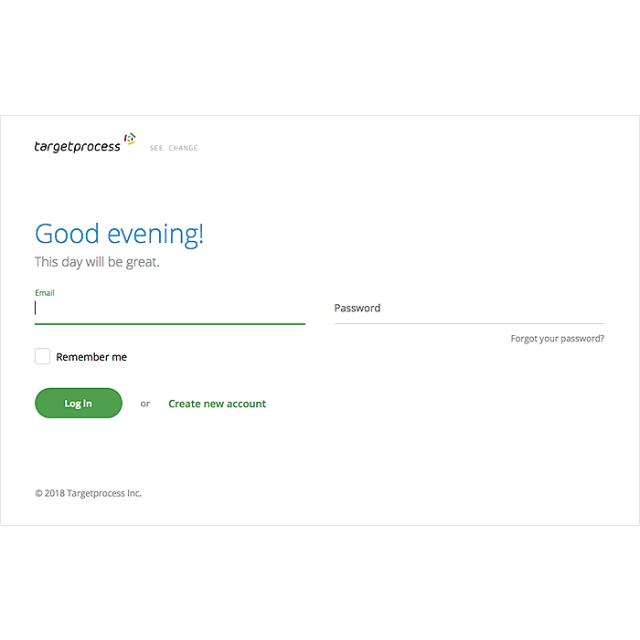 targetprocess SEE. CHANGE
Good evening!
This day will be great.
Email
Password
Forgot your password?
Remember me
Log In or Create new account
© 2018 Targetprocess Inc.